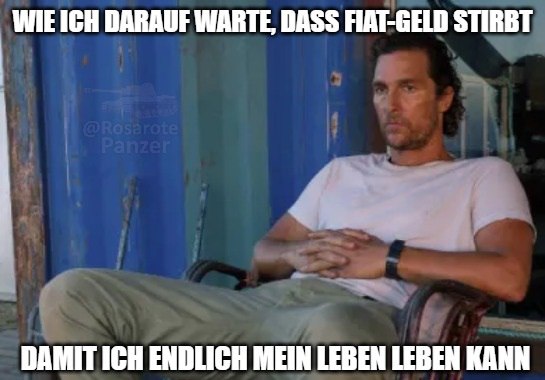 WIE ICH DARAUF WARTE, DASS FIAT-GELD STIRBT
@Rosarote
Panzer
DAMIT ICH ENDLICH MEIN LEBEN LEBEN KANN